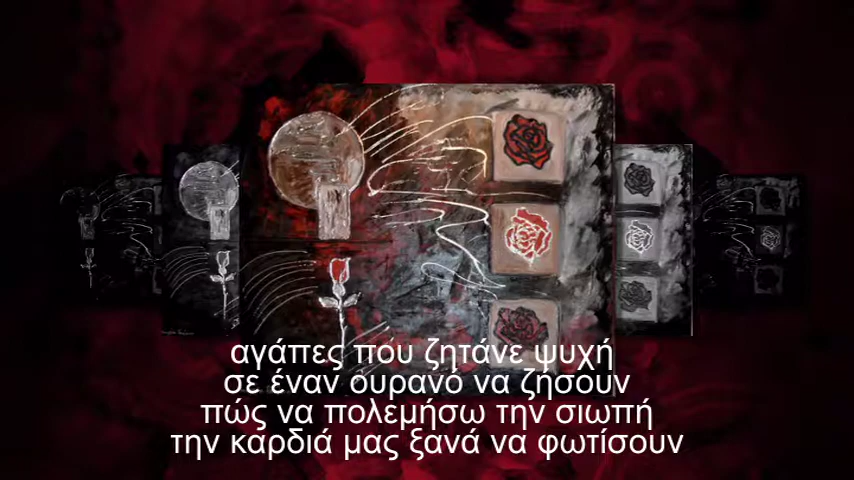 αγάπες που ζητάνε ψυχή
σε έναν ουρανό να ζήσουν
πώς να πολεμήσω την σιωπή
την καρδιά μας ξανά να φωτίσουν